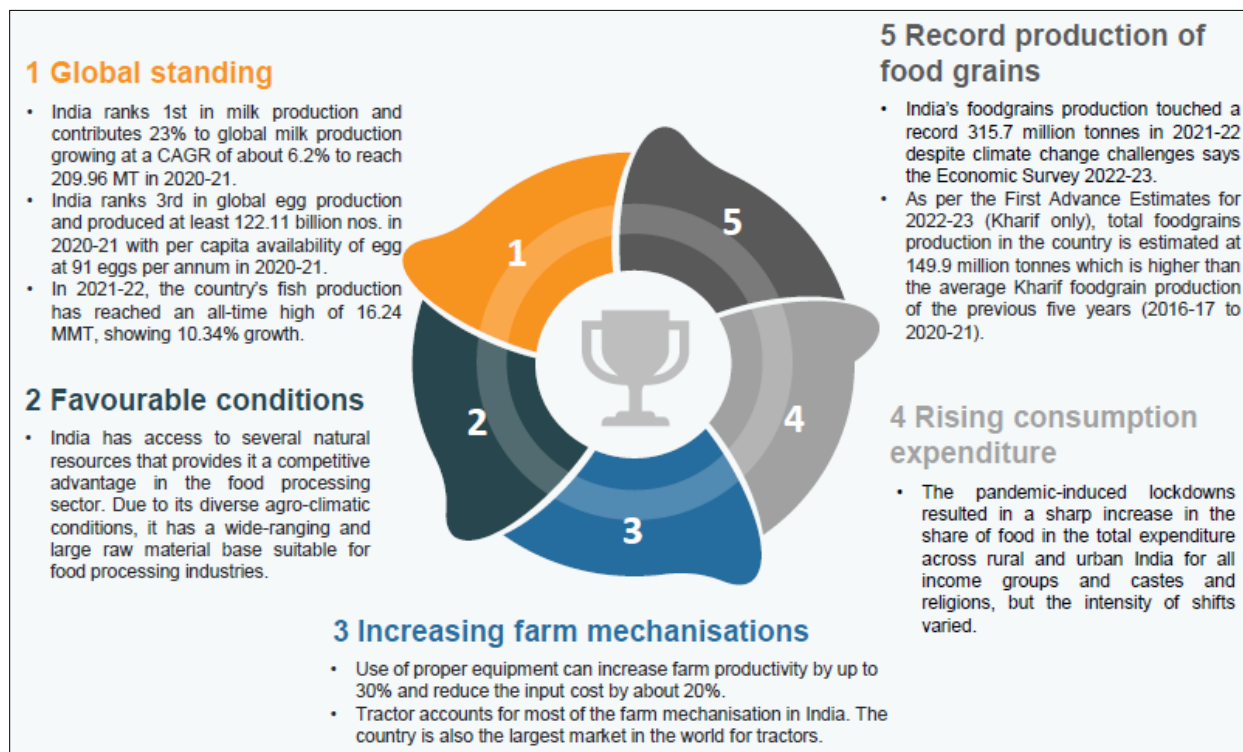 1 Global standing
• India ranks 1st in milk production and
contributes 23% to global milk production
growing at a CAGR of about 6.2% to reach
209.96 MT in 2020-21.
• India ranks 3rd in global egg production
and produced at least 122.11 billion nos. in
2020-21 with per capita availability of egg
at 91 eggs per annum in 2020-21.
• In 2021-22, the country's fish production
has reached an all-time high of 16.24
MMT, showing 10.34% growth.
2 Favourable conditions
• India has access to several natural
resources that provides it a competitive
advantage in the food processing
sector. Due to its diverse agro-climatic
conditions, it has a wide-ranging and
large raw material base suitable for
food processing industries.
1
2
3
4
5
3 Increasing farm mechanisations
• Use of proper equipment can increase farm productivity by up to
30% and reduce the input cost by about 20%.
• Tractor accounts for most of the farm mechanisation in India. The
country is also the largest market in the world for tractors.
5 Record production of
food grains
• India's foodgrains production touched a
record 315.7 million tonnes in 2021-22
despite climate change challenges says
the Economic Survey 2022-23.
• As per the First Advance Estimates for
2022-23 (Kharif only), total foodgrains
production in the country is estimated at
149.9 million tonnes which is higher than
the average Kharif foodgrain production
of the previous five years (2016-17 to
2020-21).
4 Rising consumption
expenditure
• The pandemic-induced lockdowns
resulted in a sharp increase in the
share of food in the total expenditure
across rural and urban India for all
income groups and castes and
religions, but the intensity of shifts
varied.